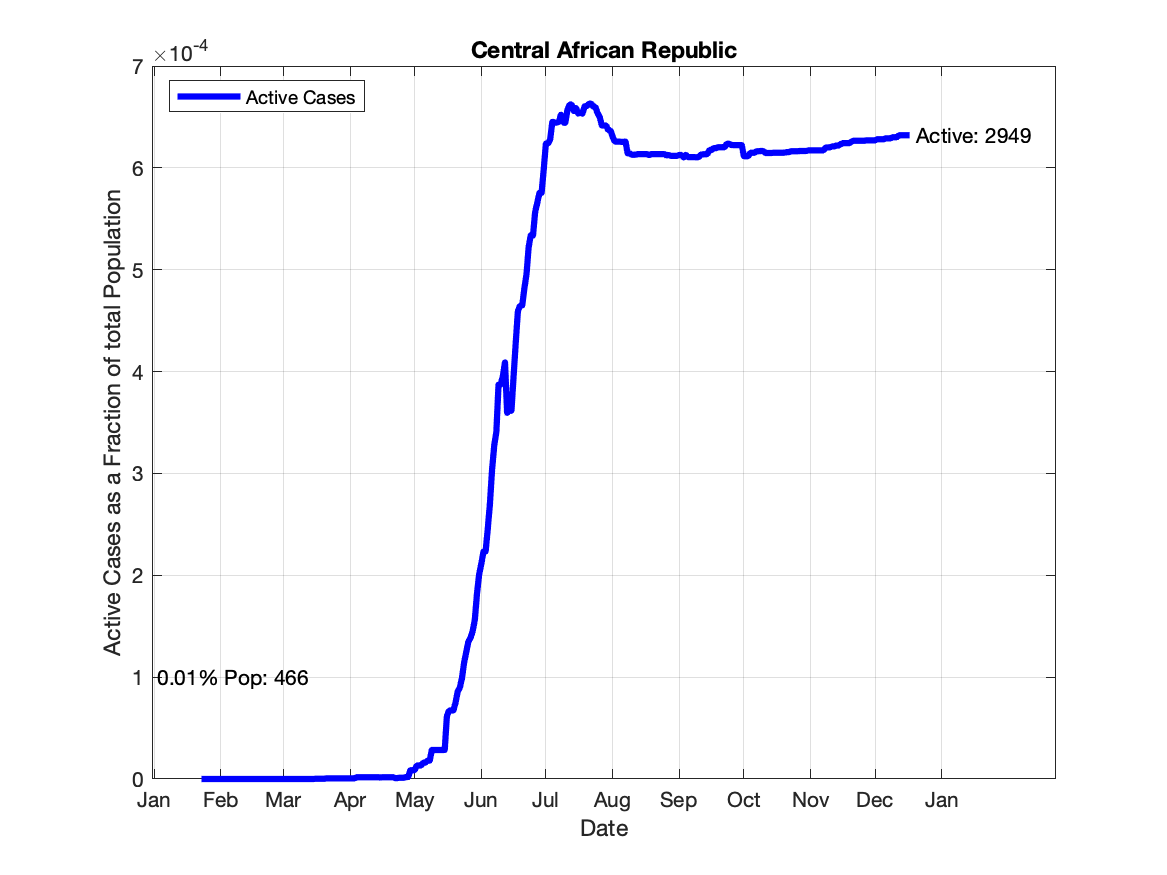 Central African Republic
×10-4
Active Cases
7
6
5
4
3
2
1
0
Active Cases as a Fraction of total Population
Active: 2949
0.01% Pop: 466
Jan Feb Mar Apr May Jun Jul Aug Sep Oct Nov Dec Jan
Date